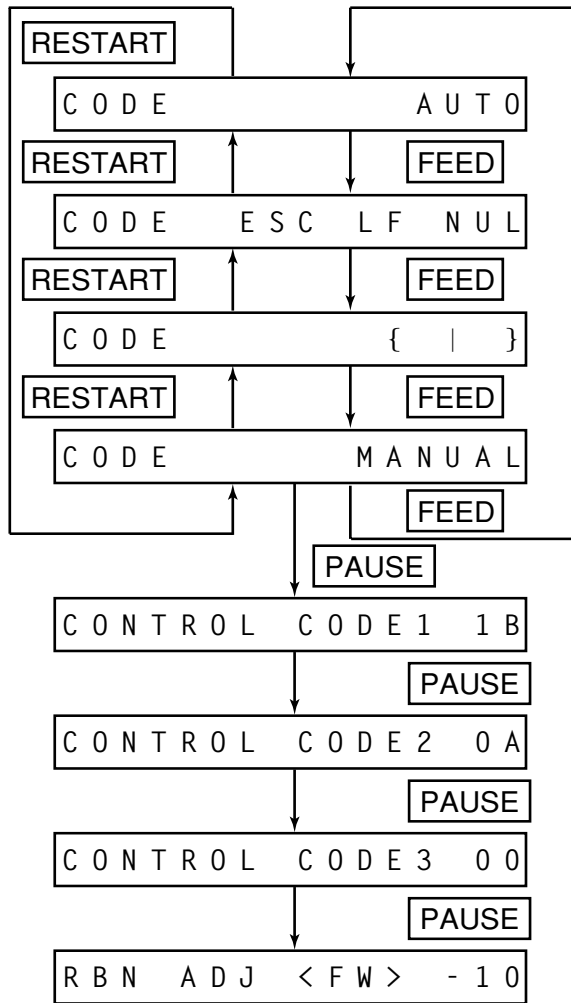 RESTART
CODE AUTO
RESTART FEED
CODE ESC LF NUL
RESTART FEED
CODE { | }
RESTART FEED
CODE MANUAL
FEED
PAUSE
CONTROL CODE1 1B
PAUSE
CONTROL CODE2 0A
PAUSE
CONTROL CODE3 00
PAUSE
RBN ADJ <FW> -10